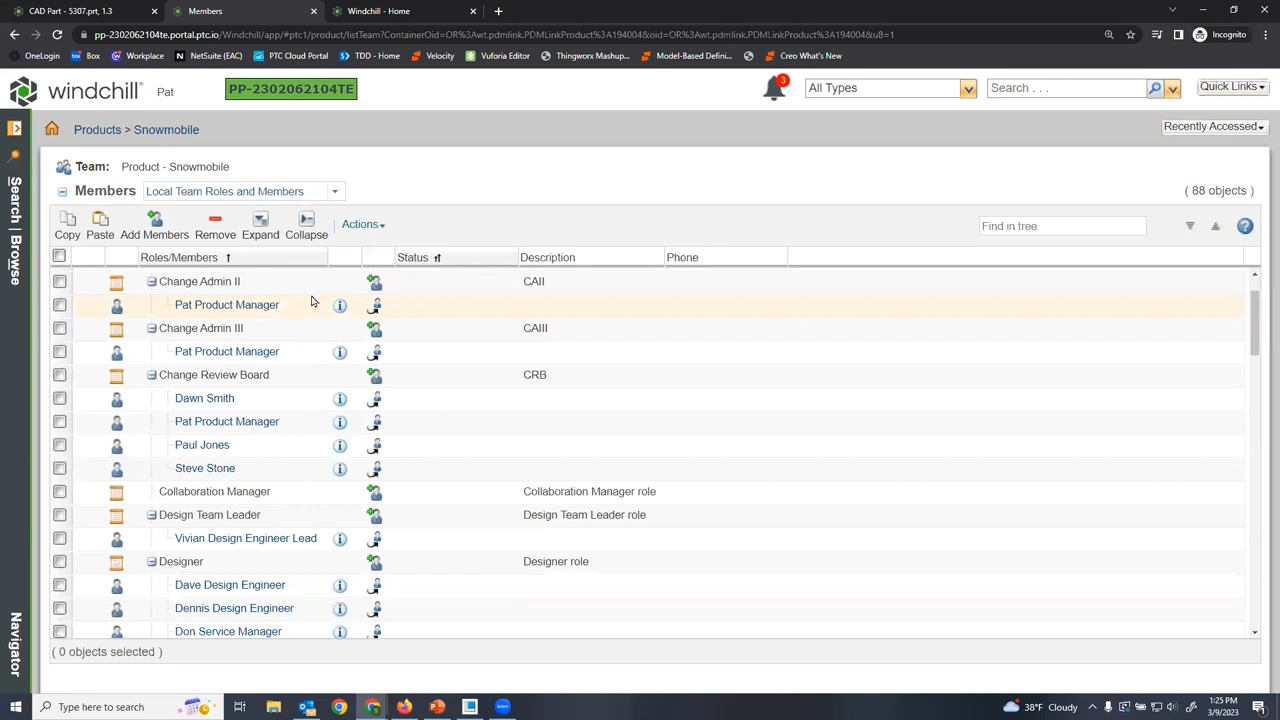 CAD Part - 5307.prt, 1.3
Windchill
Windchill - Home
pp-2302062104te.portal.ptc.io/Windchill/app/#ptc1/product/listTeam?ContainerOid=OR%3Awt.pdmlink.PDMLinkProduct%3A194004&oid=OR%3Awt.pdmlink.PDMLinkProduct%3A194004&u8=1
Incognito
OneLogin
Workplace
NetSuite (AC)
PTC Cloud Portal
TDD - Home
Accelerator
Vuforia Editor
Thingworx Mashup...
Model-Based Defini...
Creo What's New
windchill
Pat
PP-2302062104TE
3
All Types
Search . . .
Quick Links
Products > Snowmobile
Recently Accessed
Team: Product - Snowmobile
Members
Local Team Roles and Members
( 88 objects )
Copy
Paste
Add Members
Remove
Expand
Collapse
Actions
Find in tree
Roles/Members
Status
Description
Phone
Change Admin II CAII
Pat Product Manager
Change Admin III CAIII
Pat Product Manager
Change Review Board CRB
Dawn Smith
Pat Product Manager
Paul Jones
Steve Stone
Collaboration Manager Collaboration Manager role
Design Team Leader Design Team Leader role
Vivian Design Engineer Lead
Designer Designer role
Dave Design Engineer
Dennis Design Engineer
Don Service Manager
( 0 objects selected )
Search | Browse
Navigator
Type here to search
38°F Cloudy
1:25 PM
3/9/2023